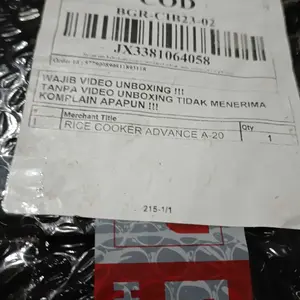 COD
BGR-CIB23-02
JX3381064058
WAJIB VIDEO UNBOXING !!!
TANPA VIDEO UNBOXING TIDAK MENERIMA
KOMPLAIN APAPUN !!!
# Merchant Title Qty
1 RICE COOKER ADVANCE A-20 1
215-1/1